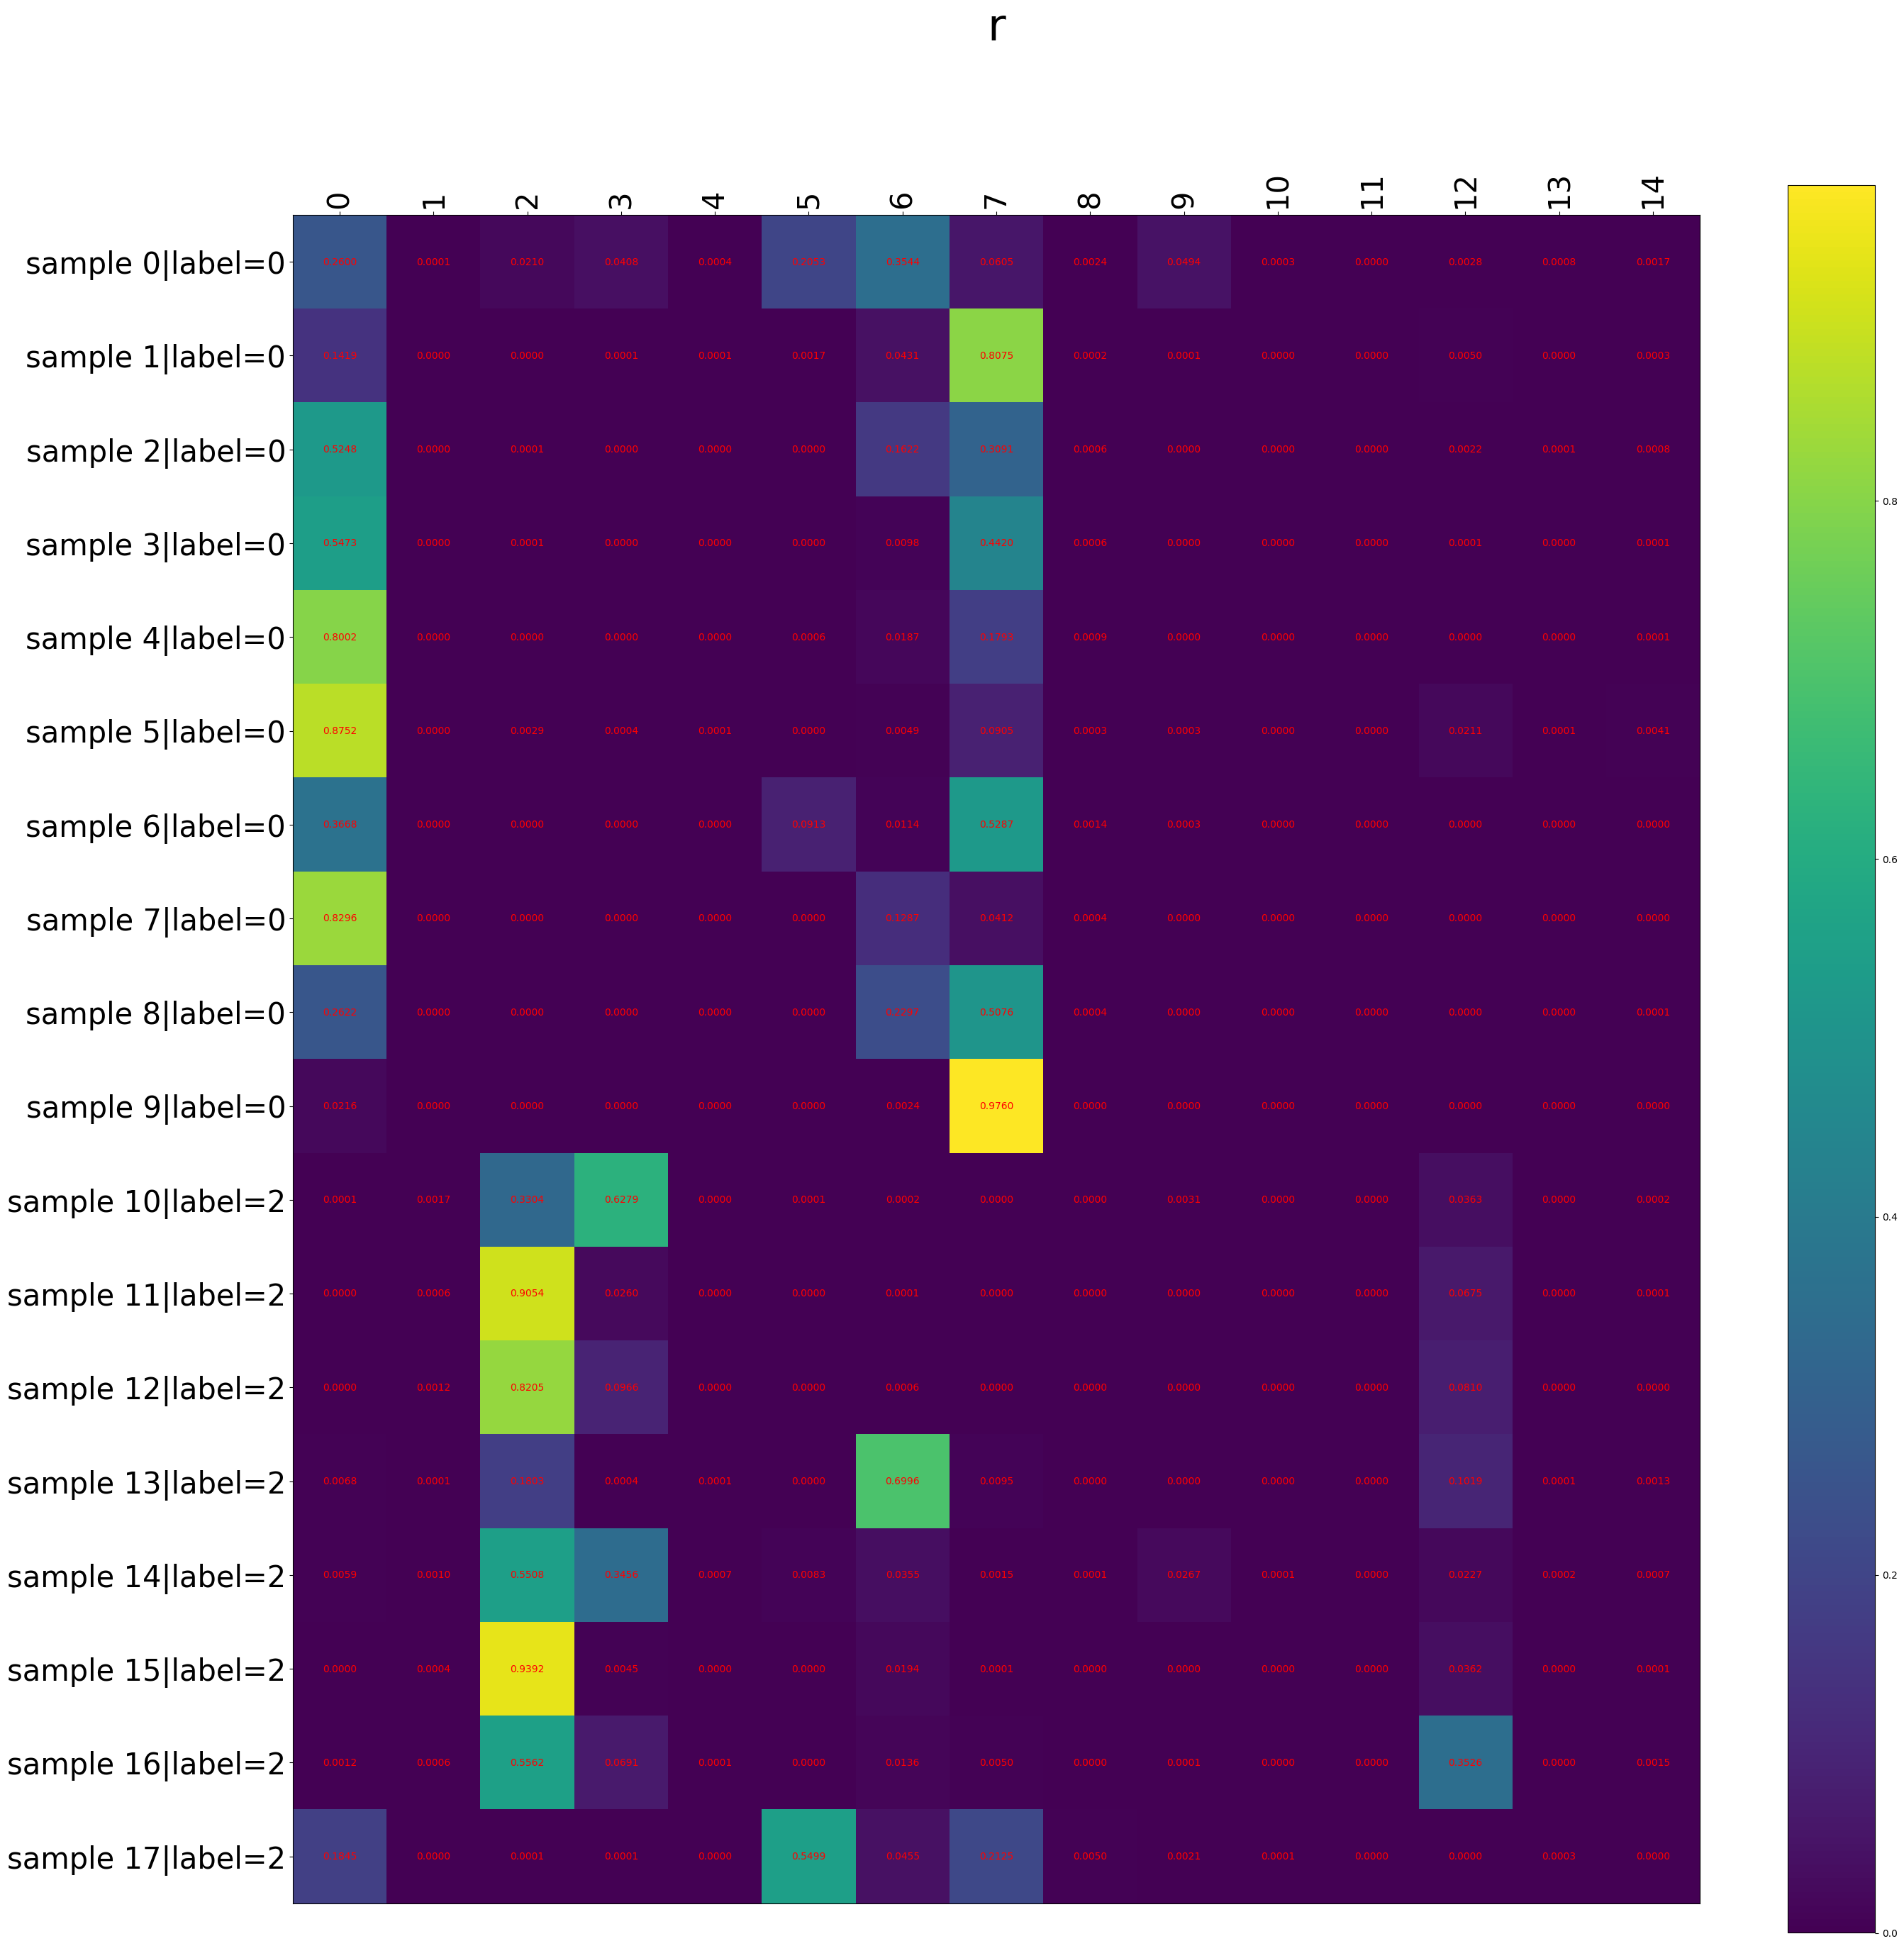 r
0 1 2 3 4 5 6 7 8 9 10 11 12 13 14
sample 0|label=0 0.0001 0.0210 0.0408 0.0004 0.3544 0.0605 0.0024 0.0494 0.0003 0.0000 0.0028 0.0008 0.0017
sample 1|label=0 0.1419 0.0000 0.0000 0.0001 0.0001 0.0017 0.0431 0.8075 0.0002 0.0001 0.0000 0.0000 0.0050 0.0000 0.0003
0.8
sample 2|label=0 0.5248 0.0000 0.0001 0.0000 0.0000 0.0000 0.0006 0.0000 0.0000 0.0000 0.0022 0.0001 0.0008
sample 3|label=0 0.5473 0.0000 0.0001 0.0000 0.0000 0.0000 0.0098 0.4420 0.0006 0.0000 0.0000 0.0000 0.0001 0.0000 0.0001
sample 4|label=0 0.8002 0.0000 0.0000 0.0000 0.0000 0.0006 0.0187 0.0009 0.0000 0.0000 0.0000 0.0000 0.0000 0.0001
sample 5|label=0 0.8752 0.0000 0.0029 0.0004 0.0001 0.0000 0.0049 0.0905 0.0003 0.0003 0.0000 0.0000 0.0211 0.0001 0.0041
sample 6|label=0 0.3668 0.0000 0.0000 0.0000 0.0000 0.0913 0.0114 0.5287 0.0014 0.0003 0.0000 0.0000 0.0000 0.0000 0.0000
0.6
sample 7|label=0 0.8296 0.0000 0.0000 0.0000 0.0000 0.0000 0.1287 0.0412 0.0004 0.0000 0.0000 0.0000 0.0000 0.0000 0.0000
sample 8|label=0 0.0000 0.0000 0.0000 0.0000 0.0000 0.5076 0.0004 0.0000 0.0000 0.0000 0.0000 0.0000 0.0001
sample 9|label=0 0.0216 0.0000 0.0000 0.0000 0.0000 0.0000 0.0024 0.9760 0.0000 0.0000 0.0000 0.0000 0.0000 0.0000 0.0000
sample 10|label=2 0.0001 0.0017 0.3304 0.6279 0.0000 0.0001 0.0002 0.0000 0.0000 0.0031 0.0000 0.0000 0.0363 0.0000 0.0002
0.4
sample 11|label=2 0.0000 0.0006 0.9054 0.0260 0.0000 0.0000 0.0001 0.0000 0.0000 0.0000 0.0000 0.0000 0.0675 0.0000 0.0001
sample 12|label=2 0.0000 0.0012 0.8205 0.0966 0.0000 0.0000 0.0006 0.0000 0.0000 0.0000 0.0000 0.0000 0.0810 0.0000 0.0000
sample 13|label=2 0.0068 0.0001 0.0004 0.0001 0.0000 0.6996 0.0095 0.0000 0.0000 0.0000 0.0000 0.1019 0.0001 0.0013
sample 14|label=2 0.0059 0.0010 0.5508 0.3456 0.0007 0.0083 0.0355 0.0015 0.0001 0.0267 0.0001 0.0000 0.0227 0.0002 0.0007
0.2
sample 15|label=2 0.0000 0.0004 0.9392 0.0045 0.0000 0.0000 0.0194 0.0001 0.0000 0.0000 0.0000 0.0000 0.0362 0.0000 0.0001
sample 16|label=2 0.0012 0.0006 0.5562 0.0691 0.0001 0.0000 0.0136 0.0050 0.0000 0.0001 0.0000 0.0000 0.3526 0.0000 0.0015
sample 17|label=2 0.0000 0.0001 0.0001 0.0000 0.5499 0.0455 0.0050 0.0021 0.0001 0.0000 0.0000 0.0003 0.0000
0.0